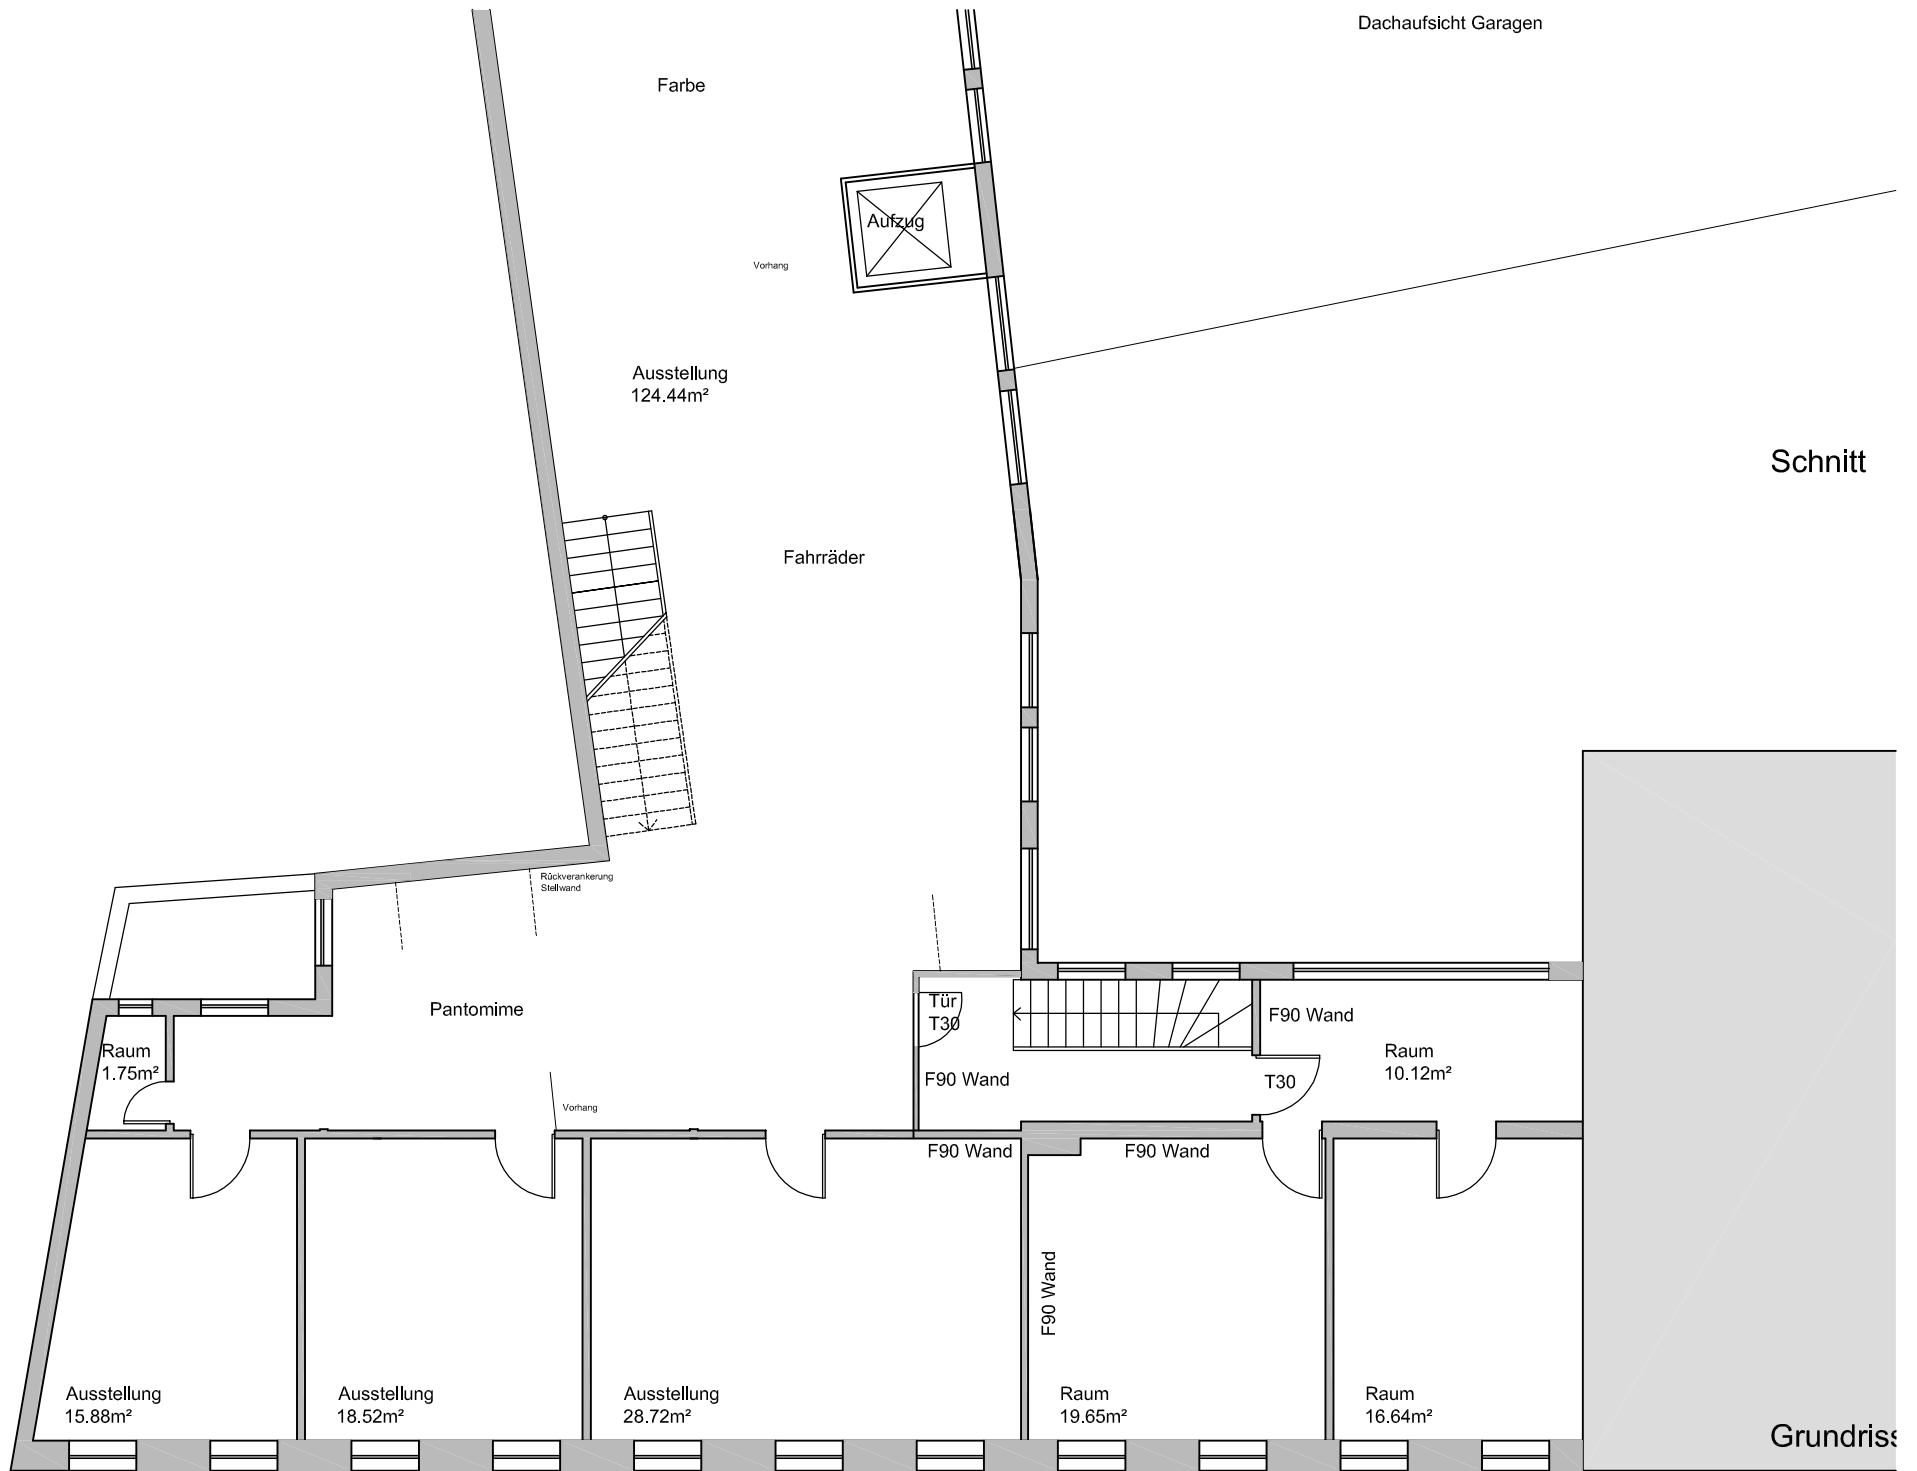 Dachaufsicht Garagen
Farbe
Aufzug
Vorhang
Ausstellung
124.44m²
Schnitt
Fahrräder
Rückverankerung
Stellwand
Pantomime
Tür
T30
F90 Wand
Raum
1.75m²
Raum
10.12m²
F90 Wand
T30
Vorhang
F90 Wand
F90 Wand
F90 Wand
Ausstellung
15.88m²
Ausstellung
18.52m²
Ausstellung
28.72m²
Raum
19.65m²
Raum
16.64m²
Grundriss